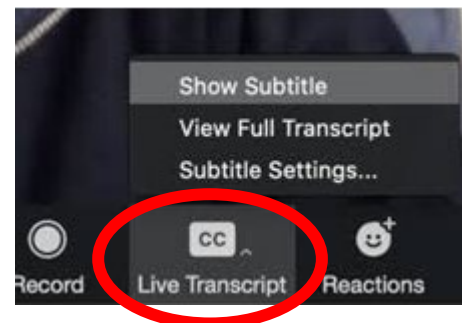 Show Subtitle
View Full Transcript
Subtitle Settings...
CC
Record Live Transcript Reactions